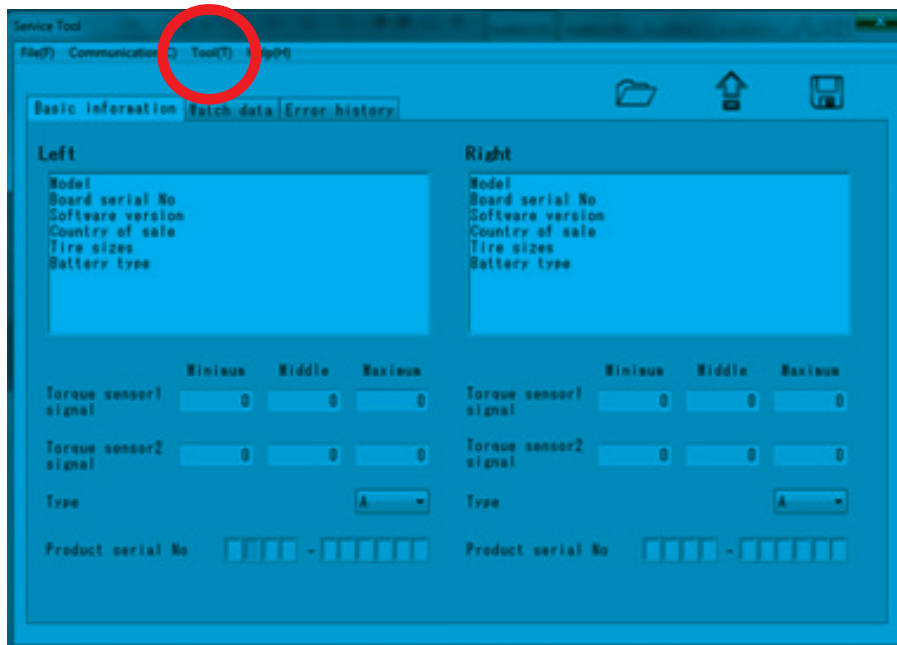 Service Tool
File(F) Communication(C) Tool(T) Help(H)
Basic information Watch data Error history
Left Right
Model
Board serial No
Software version
Country of sale
Tire sizes
Battery type
Model
Board serial No
Software version
Country of sale
Tire sizes
Battery type
Minimum Middle Maximum
Torque sensor1
signal
0 0 0
Torque sensor2
signal
0 0 0
Type A
Product serial No -
Minimum Middle Maximum
Torque sensor1
signal
0 0 0
Torque sensor2
signal
0 0 0
Type A
Product serial No -